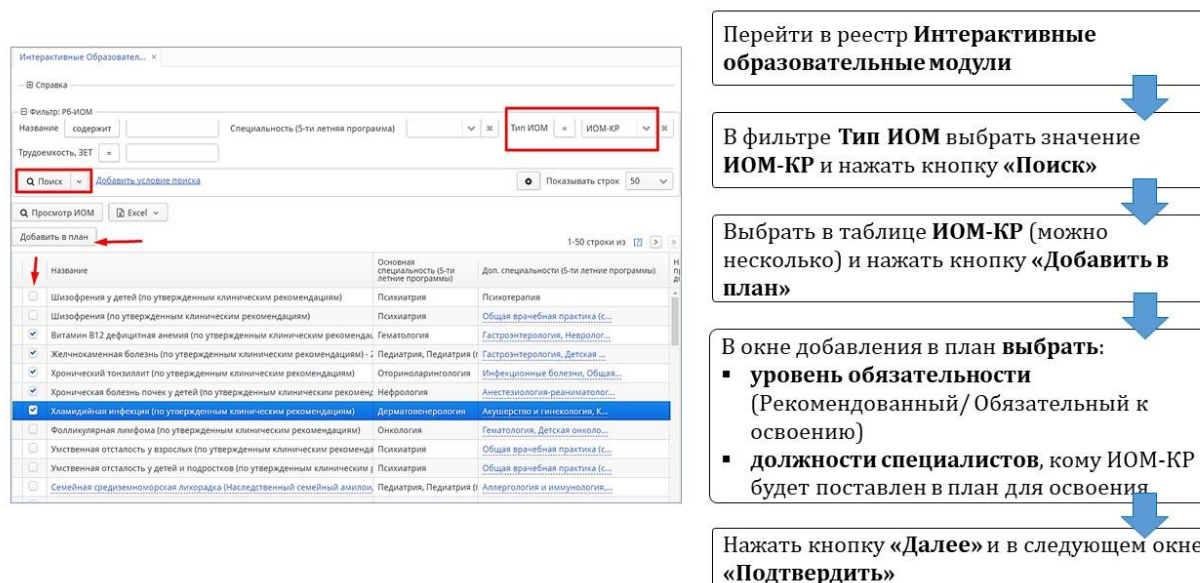 Интерактивные Образовател... ×
Справка
Фильтр: Рб-ИОМ
Название содержит Специальность (5-ти летняя программа) Тип ИОМ = ИОМ-КР
Трудоемкость, ЗЕТ =
Поиск Добавить условие поиска Показывать строк 50
Просмотр ИОМ Excel
Добавить в план
1-50 строки из [?]
Название Основная специальность (5-ти летние программы) Доп. специальности (5-ти летние программы)
Шизофрения у детей (по утвержденным клиническим рекомендациям) Психиатрия Психотерапия
Шизофрения (по утвержденным клиническим рекомендациям) Психиатрия Общая врачебная практика (с...
Витамин B12 дефицитная анемия (по утвержденным клиническим рекомендац Гематология Гастроэнтерология, Невролог...
Желчнокаменная болезнь (по утвержденным клиническим рекомендациям) - 2 Педиатрия, Педиатрия (г Гастроэнтерология, Детская ...
Хронический тонзиллит (по утвержденным клиническим рекомендациям) Оториноларингология Инфекционные болезни, Общая...
Хроническая болезнь почек у детей (по утвержденным клиническим рекоменд Нефрология Анестезиология-реаниматолог...
Хламидийная инфекция (по утвержденным клиническим рекомендациям) Дерматовенерология Акушерство и гинекология, К...
Фолликулярная лимфома (по утвержденным клиническим рекомендациям) Онкология Гематология, Детская онколо...
Умственная отсталость у взрослых (по утвержденным клиническим рекоменда Психиатрия Общая врачебная практика (с...
Умственная отсталость у детей и подростков (по утвержденным клиническим р Психиатрия Общая врачебная практика (с...
Семейная средиземноморская лихорадка (Наследственный семейный амилои, Педиатрия, Педиатрия (г Аллергология и иммунология,...
Перейти в реестр Интерактивные
образовательные модули
В фильтре Тип ИОМ выбрать значение
ИОМ-КР и нажать кнопку «Поиск»
Выбрать в таблице ИОМ-КР (можно
несколько) и нажать кнопку «Добавить в
план»
В окне добавления в план выбрать:
▪ уровень обязательности
(Рекомендованный/ Обязательный к
освоению)
▪ должности специалистов, кому ИОМ-КР
будет поставлен в план для освоения
Нажать кнопку «Далее» и в следующем окне
«Подтвердить»